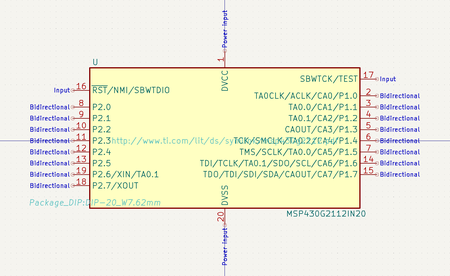 Power input
1
U
DVCC
SBWTCK/TEST
17
Input
Input
16
RST/NMI/SBWTDIO
TA0CLK/ACLK/CA0/P1.0
2
Bidirectional
Bidirectional
8
P2.0
TA0.0/CA1/P1.1
3
Bidirectional
Bidirectional
9
P2.1
TA0.1/CA2/P1.2
4
Bidirectional
Bidirectional
10
P2.2
CAOUT/CA3/P1.3
5
Bidirectional
Bidirectional
11
P2.3
http://www.ti.com/lit/ds/
TCK/SMCLK/TA0.2/CA4/P1.4
6
Bidirectional
Bidirectional
12
P2.4
TMS/SCLK/TA0.0/CA5/P1.5
7
Bidirectional
Bidirectional
13
P2.5
TDI/TCLK/TA0.1/SDO/SCL/CA6/P1.6
14
Bidirectional
Bidirectional
19
P2.6/XIN/TA0.1
TDO/TDI/SDI/SDA/CAOUT/CA7/P1.7
15
Bidirectional
Bidirectional
18
P2.7/XOUT
DVSS
Package_DIP:DIP-20_W7.62mm
MSP430G2112IN20
20
Power input